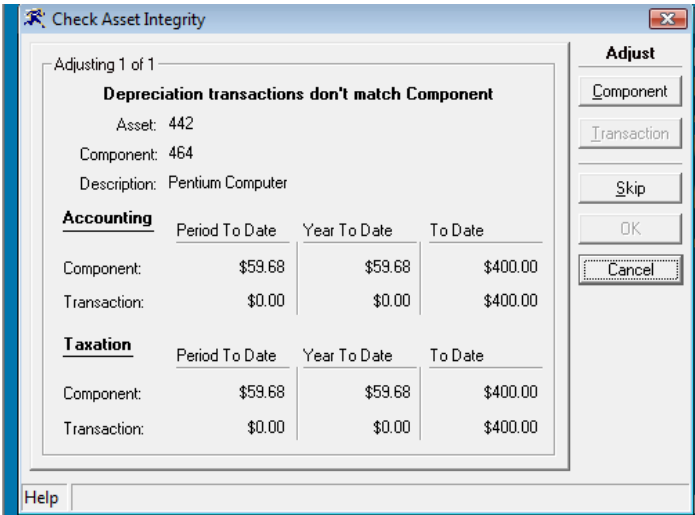 Check Asset Integrity
Adjusting 1 of 1
Depreciation transactions don't match Component
Asset: 442
Component: 464
Description: Pentium Computer
Accounting
Period To Date Year To Date To Date
Component: $59.68 $59.68 $400.00
Transaction: $0.00 $0.00 $400.00
Taxation
Period To Date Year To Date To Date
Component: $59.68 $59.68 $400.00
Transaction: $0.00 $0.00 $400.00
Adjust
Component
Transaction
Skip
OK
Cancel
Help